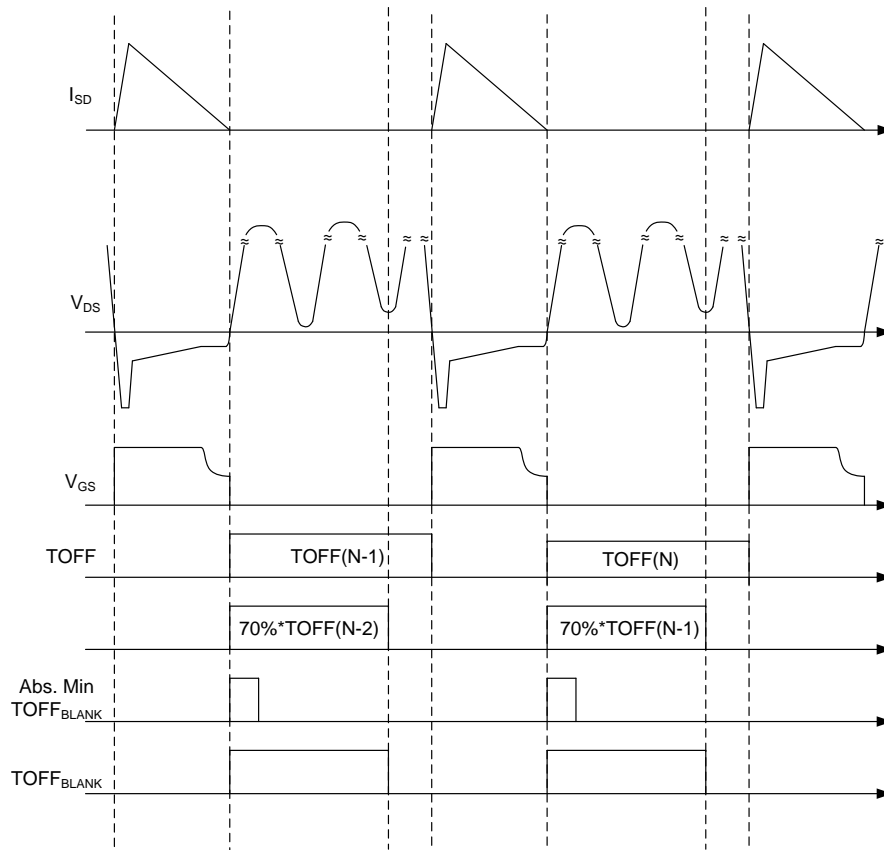 I_SD
V_DS
V_GS
TOFF
TOFF(N-1)
TOFF(N)
70%*TOFF(N-2)
70%*TOFF(N-1)
Abs. Min
TOFF_BLANK
TOFF_BLANK